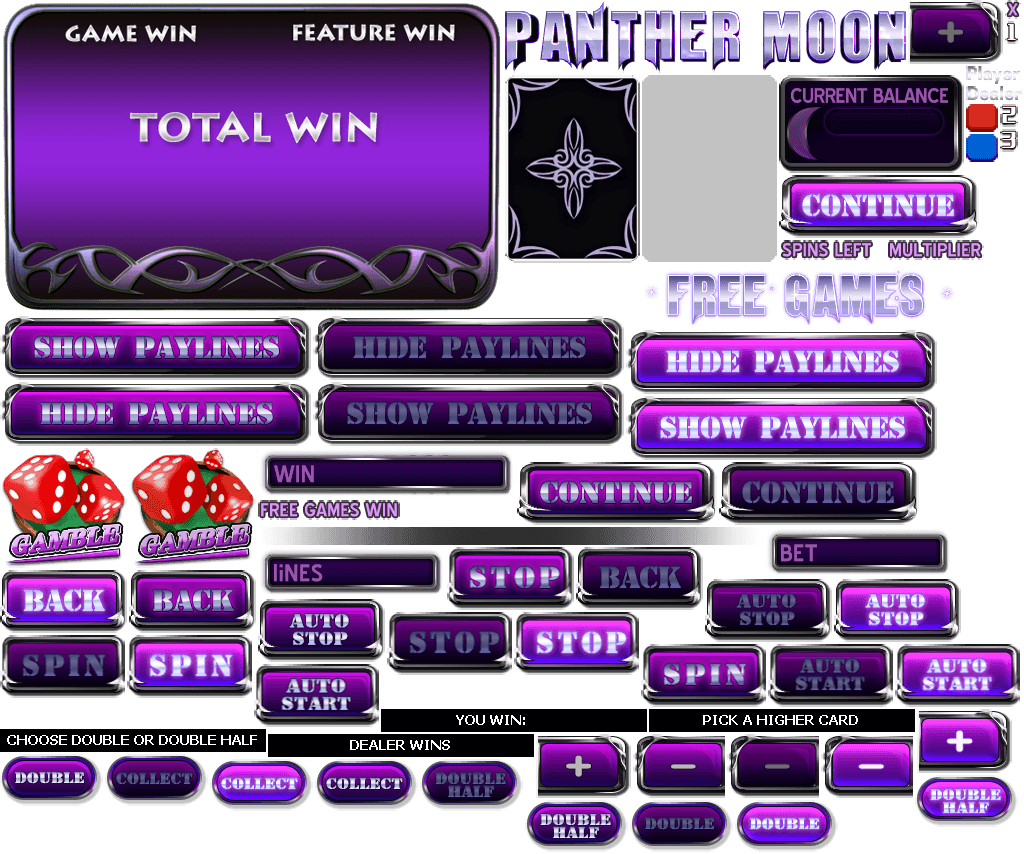 GAME WIN
FEATURE WIN
TOTAL WIN
PANTHER MOON
+
X
1
Player
Dealer
2
3
CURRENT BALANCE
CONTINUE
SPINS LEFT
MULTIPLIER
FREE GAMES
SHOW PAYLINES
HIDE PAYLINES
HIDE PAYLINES
HIDE PAYLINES
SHOW PAYLINES
SHOW PAYLINES
GAMBLE
GAMBLE
WIN
FREE GAMES WIN
CONTINUE
CONTINUE
BET
liNES
STOP
BACK
BACK
BACK
AUTO
STOP
STOP
STOP
AUTO
STOP
AUTO
STOP
SPIN
SPIN
AUTO
START
SPIN
AUTO
START
AUTO
START
YOU WIN:
PICK A HIGHER CARD
CHOOSE DOUBLE OR DOUBLE HALF
DEALER WINS
DOUBLE
COLLECT
COLLECT
COLLECT
DOUBLE
HALF
+
−
−
−
+
DOUBLE
HALF
DOUBLE
DOUBLE
DOUBLE
HALF